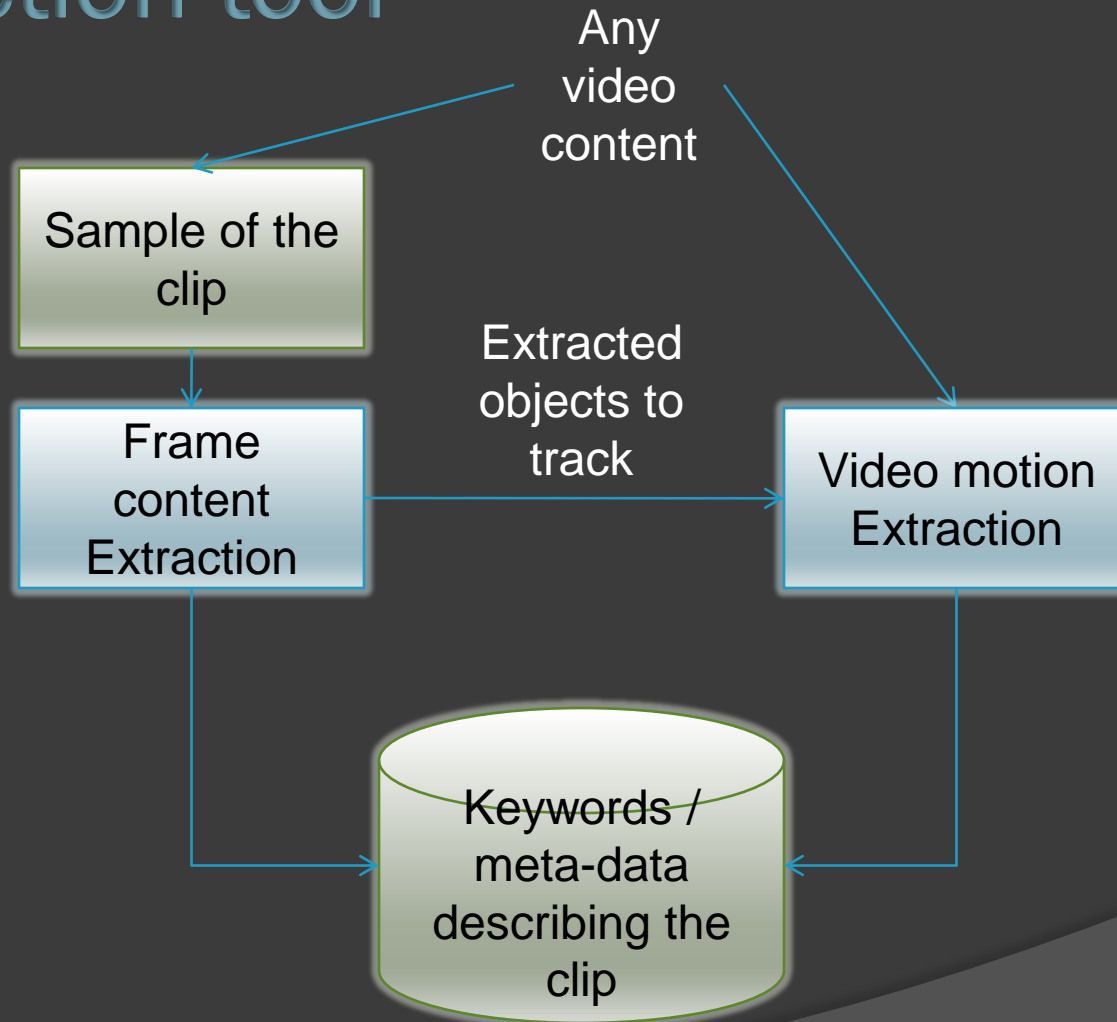 tool
Any
video
content
Sample of the
clip
Extracted
objects to
track
Frame
content
Extraction
Video motion
Extraction
Keywords /
meta-data
describing the
clip